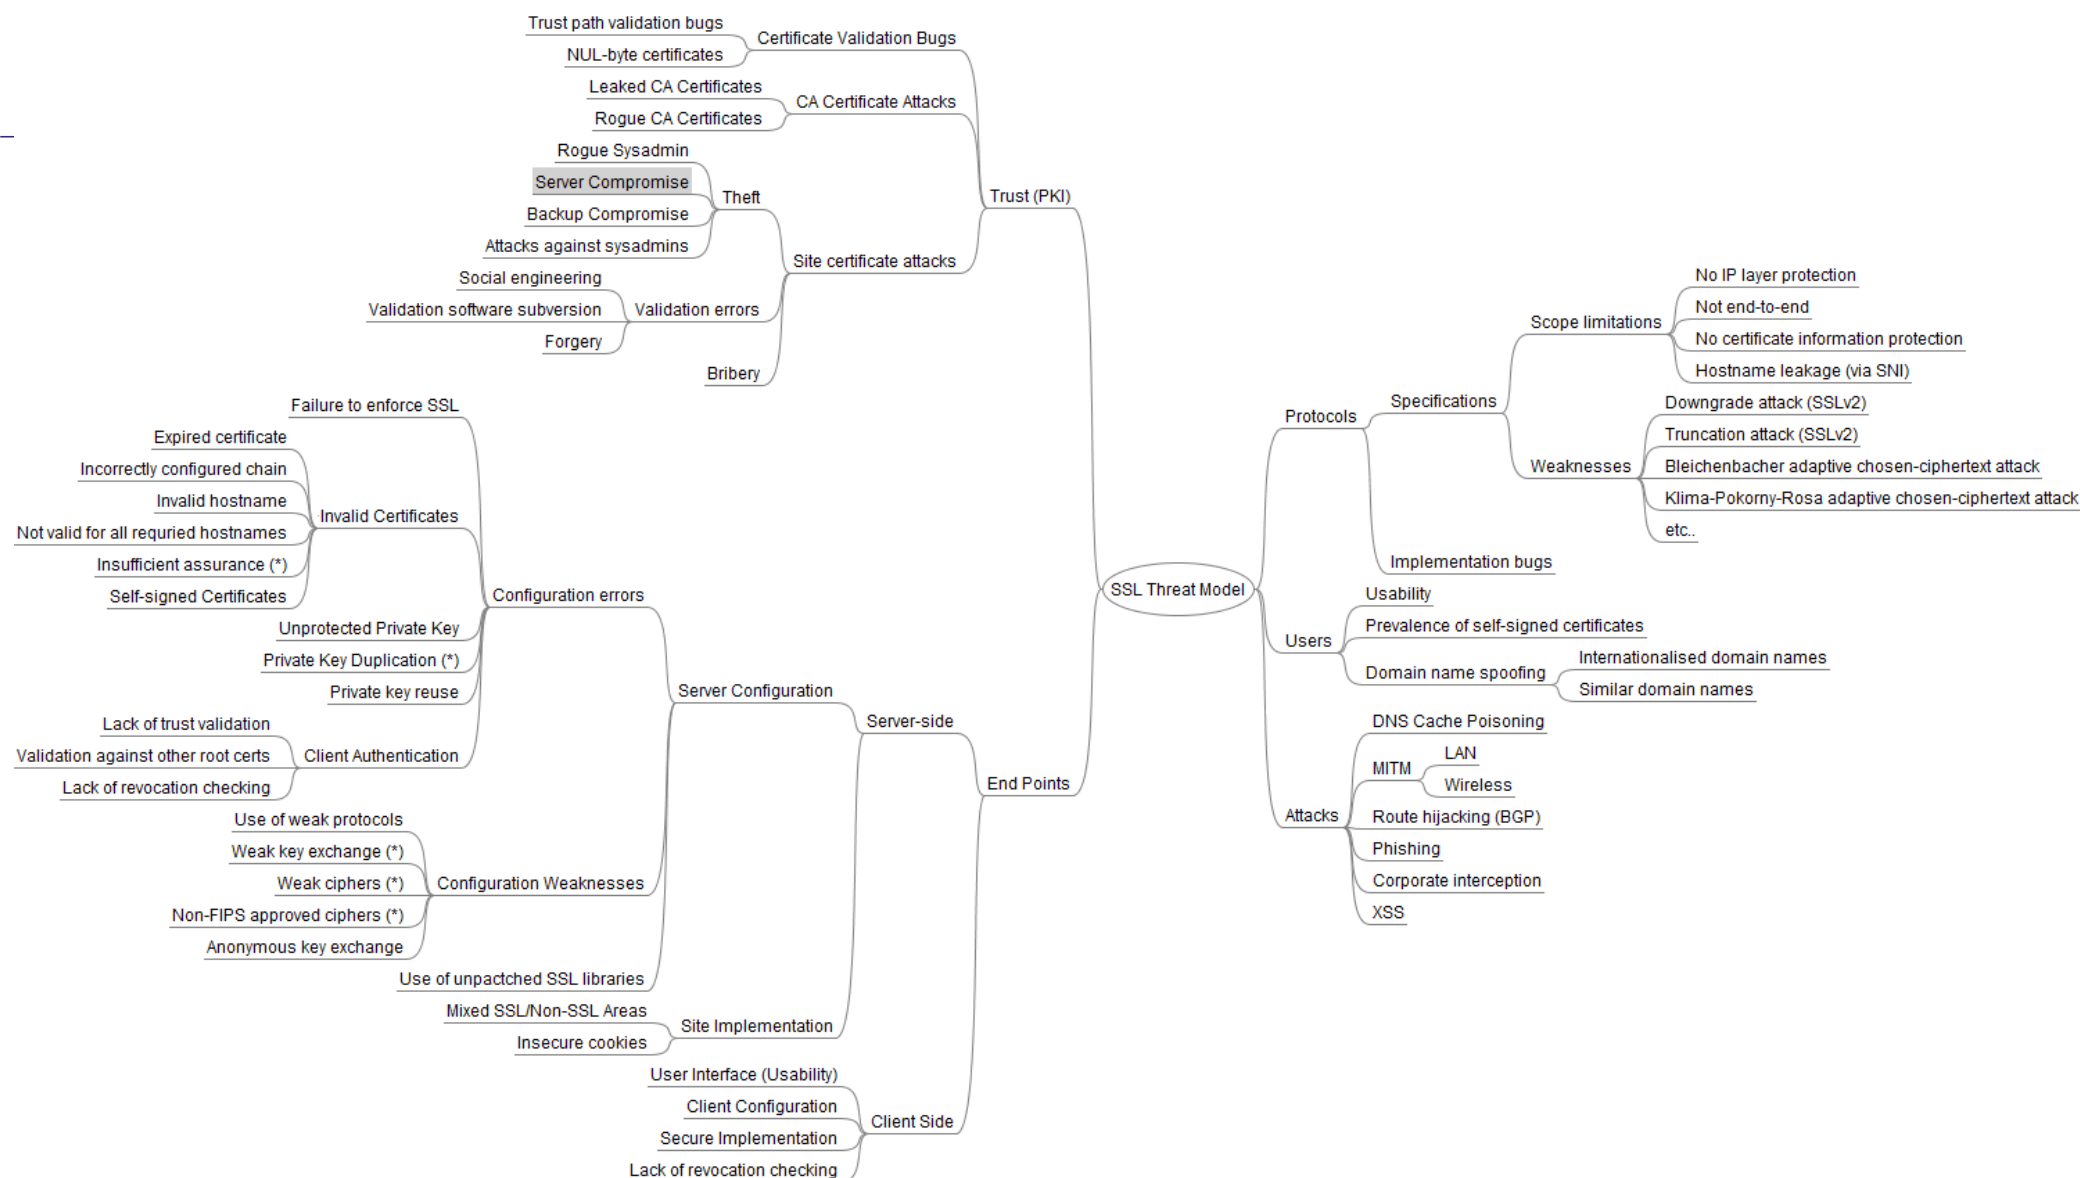 Trust path validation bugs
Certificate Validation Bugs
NUL-byte certificates
Leaked CA Certificates
CA Certificate Attacks
Rogue CA Certificates
Rogue Sysadmin
Server Compromise
Theft
Trust (PKI)
Backup Compromise
Attacks against sysadmins
Site certificate attacks
Social engineering
Validation software subversion
Validation errors
Forgery
Bribery
Failure to enforce SSL
Expired certificate
Incorrectly configured chain
Invalid hostname
Invalid Certificates
Not valid for all requried hostnames
Insufficient assurance (*)
Self-signed Certificates
Configuration errors
Unprotected Private Key
Private Key Duplication (*)
Private key reuse
Server Configuration
Lack of trust validation
Validation against other root certs
Client Authentication
Lack of revocation checking
Server-side
End Points
Use of weak protocols
Weak key exchange (*)
Weak ciphers (*)
Configuration Weaknesses
Non-FIPS approved ciphers (*)
Anonymous key exchange
Use of unpactched SSL libraries
Mixed SSL/Non-SSL Areas
Site Implementation
Insecure cookies
User Interface (Usability)
Client Configuration
Client Side
Secure Implementation
Lack of revocation checking
SSL Threat Model
No IP layer protection
Not end-to-end
Scope limitations
No certificate information protection
Hostname leakage (via SNI)
Specifications
Protocols
Downgrade attack (SSLv2)
Truncation attack (SSLv2)
Weaknesses
Bleichenbacher adaptive chosen-ciphertext attack
Klima-Pokorny-Rosa adaptive chosen-ciphertext attack
etc..
Implementation bugs
Usability
Prevalence of self-signed certificates
Users
Domain name spoofing
Internationalised domain names
Similar domain names
DNS Cache Poisoning
LAN
MITM
Wireless
Attacks
Route hijacking (BGP)
Phishing
Corporate interception
XSS